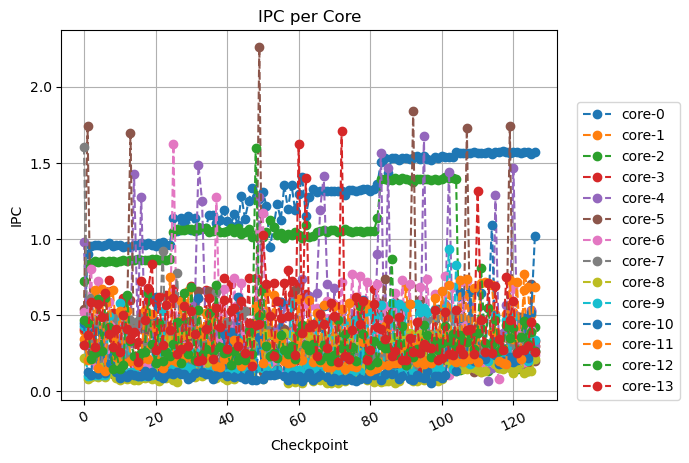 IPC per Core
IPC
2.0
1.5
1.0
0.5
0.0
0
20
40
60
80
100
120
Checkpoint
core-0
core-1
core-2
core-3
core-4
core-5
core-6
core-7
core-8
core-9
core-10
core-11
core-12
core-13